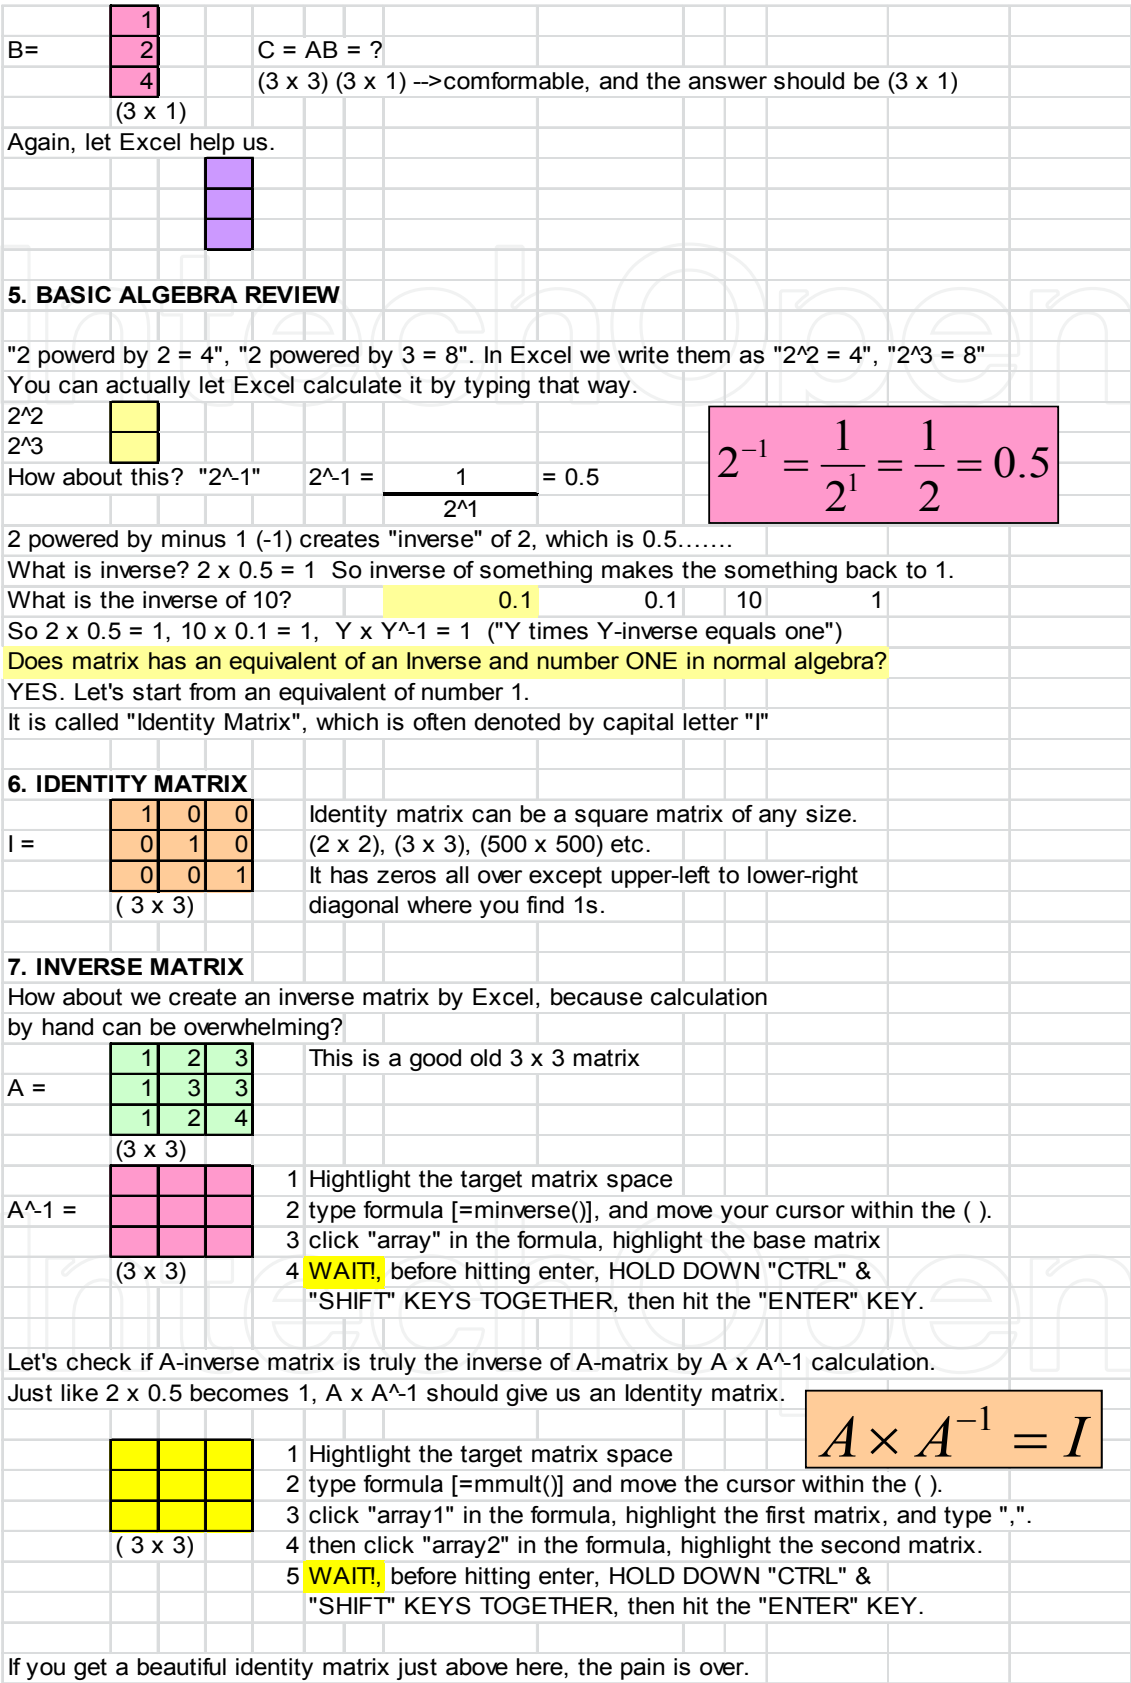 1
B= 2 C = AB = ?
4 (3 x 3) (3 x 1) -->comformable, and the answer should be (3 x 1)
(3 x 1)
Again, let Excel help us.
IntechOpen
5. BASIC ALGEBRA REVIEW
"2 powerd by 2 = 4", "2 powered by 3 = 8". In Excel we write them as "2^2 = 4", "2^3 = 8"
You can actually let Excel calculate it by typing that way.
2^2
2^3
How about this? "2^-1" 2^-1 = 1 = 0.5
2^1
2⁻¹ = 1/2¹ = 1/2 = 0.5
2 powered by minus 1 (-1) creates "inverse" of 2, which is 0.5…….
What is inverse? 2 x 0.5 = 1 So inverse of something makes the something back to 1.
What is the inverse of 10? 0.1 0.1 10 1
So 2 x 0.5 = 1, 10 x 0.1 = 1, Y x Y^-1 = 1 ("Y times Y-inverse equals one")
Does matrix has an equivalent of an Inverse and number ONE in normal algebra?
YES. Let's start from an equivalent of number 1.
It is called "Identity Matrix", which is often denoted by capital letter "I"
6. IDENTITY MATRIX
1 0 0 Identity matrix can be a square matrix of any size.
I = 0 1 0 (2 x 2), (3 x 3), (500 x 500) etc.
0 0 1 It has zeros all over except upper-left to lower-right
( 3 x 3) diagonal where you find 1s.
7. INVERSE MATRIX
How about we create an inverse matrix by Excel, because calculation
by hand can be overwhelming?
1 2 3 This is a good old 3 x 3 matrix
A = 1 3 3
1 2 4
(3 x 3)
1 Hightlight the target matrix space
A^-1 = 2 type formula [=minverse()], and move your cursor within the ( ).
3 click "array" in the formula, highlight the base matrix
(3 x 3) 4 WAIT!, before hitting enter, HOLD DOWN "CTRL" &
"SHIFT" KEYS TOGETHER, then hit the "ENTER" KEY.
IntechOpen
Let's check if A-inverse matrix is truly the inverse of A-matrix by A x A^-1 calculation.
Just like 2 x 0.5 becomes 1, A x A^-1 should give us an Identity matrix.
A × A⁻¹ = I
1 Hightlight the target matrix space
2 type formula [=mmult()] and move the cursor within the ( ).
3 click "array1" in the formula, highlight the first matrix, and type ",".
( 3 x 3) 4 then click "array2" in the formula, highlight the second matrix.
5 WAIT!, before hitting enter, HOLD DOWN "CTRL" &
"SHIFT" KEYS TOGETHER, then hit the "ENTER" KEY.
If you get a beautiful identity matrix just above here, the pain is over.